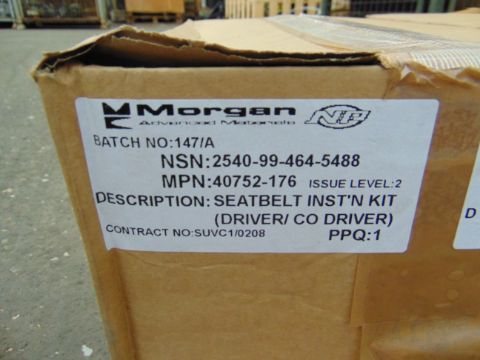 Morgan NP
Advanced Materials
BATCH NO:147/A
NSN:2540-99-464-5488
MPN:40752-176 ISSUE LEVEL:2
DESCRIPTION: SEATBELT INST'N KIT
(DRIVER/ CO DRIVER)
CONTRACT NO:SUVC1/0208 PPQ:1
D